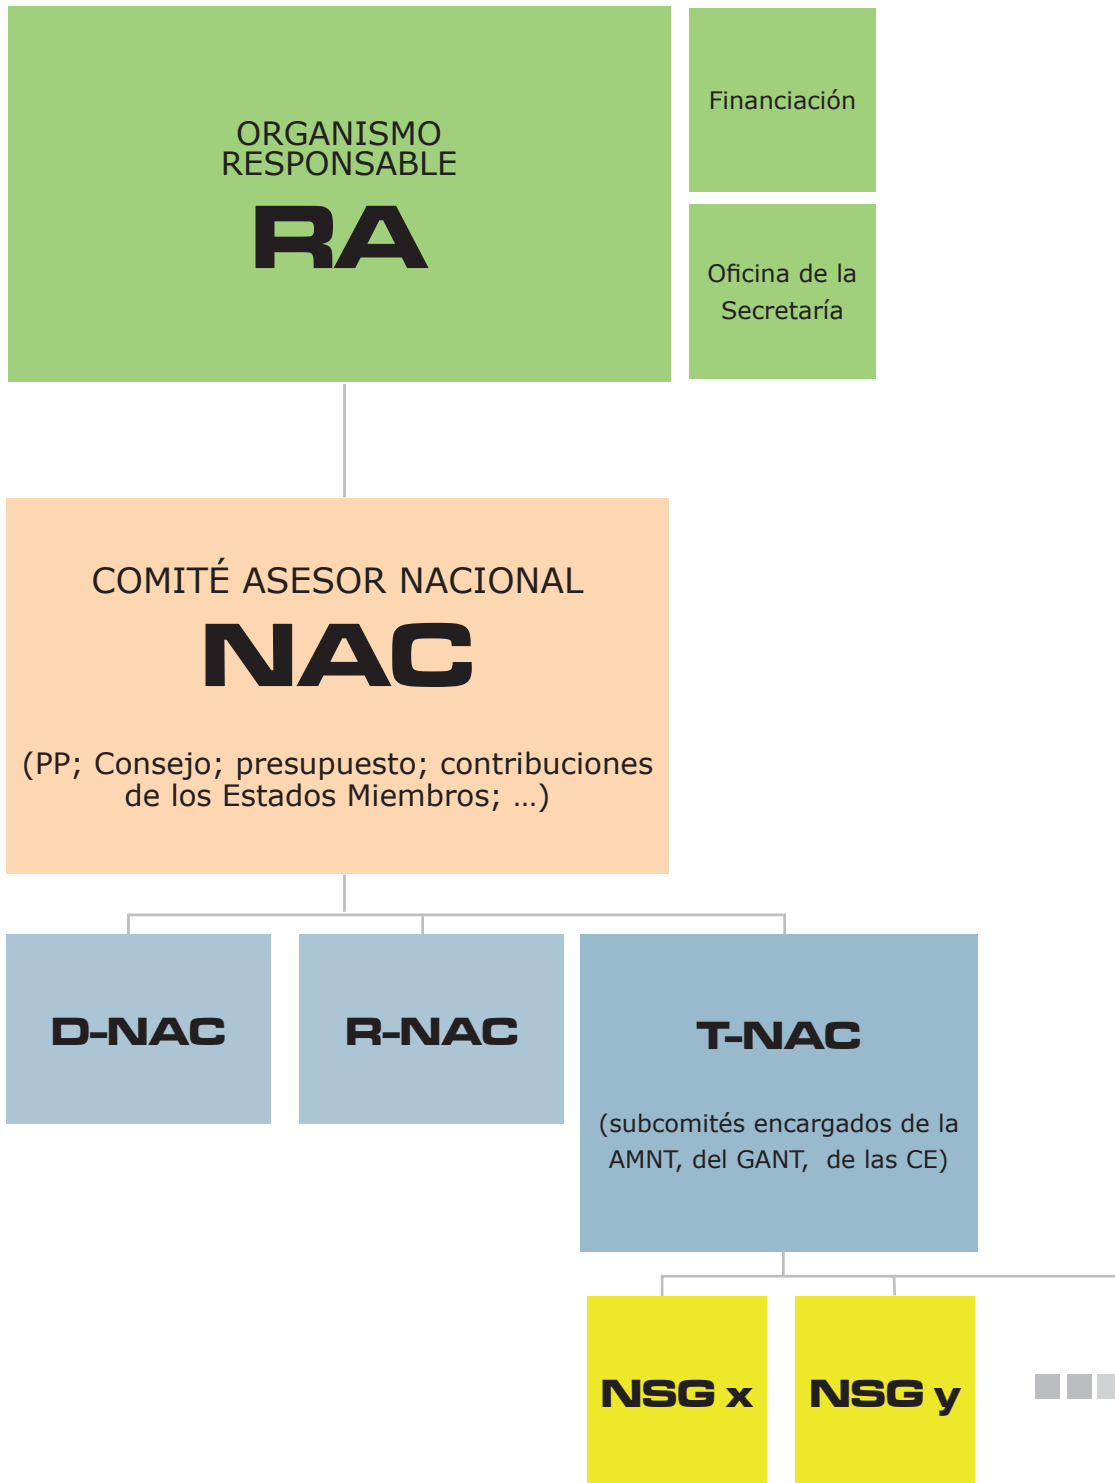 ORGANISMO
RESPONSABLE
RA
Financiación
Oficina de la
Secretaría
COMITÉ ASESOR NACIONAL
NAC
(PP; Consejo; presupuesto; contribuciones
de los Estados Miembros; ...)
D-NAC
R-NAC
T-NAC
(subcomités encargados de la
AMNT, del GANT, de las CE)
NSG x
NSG y